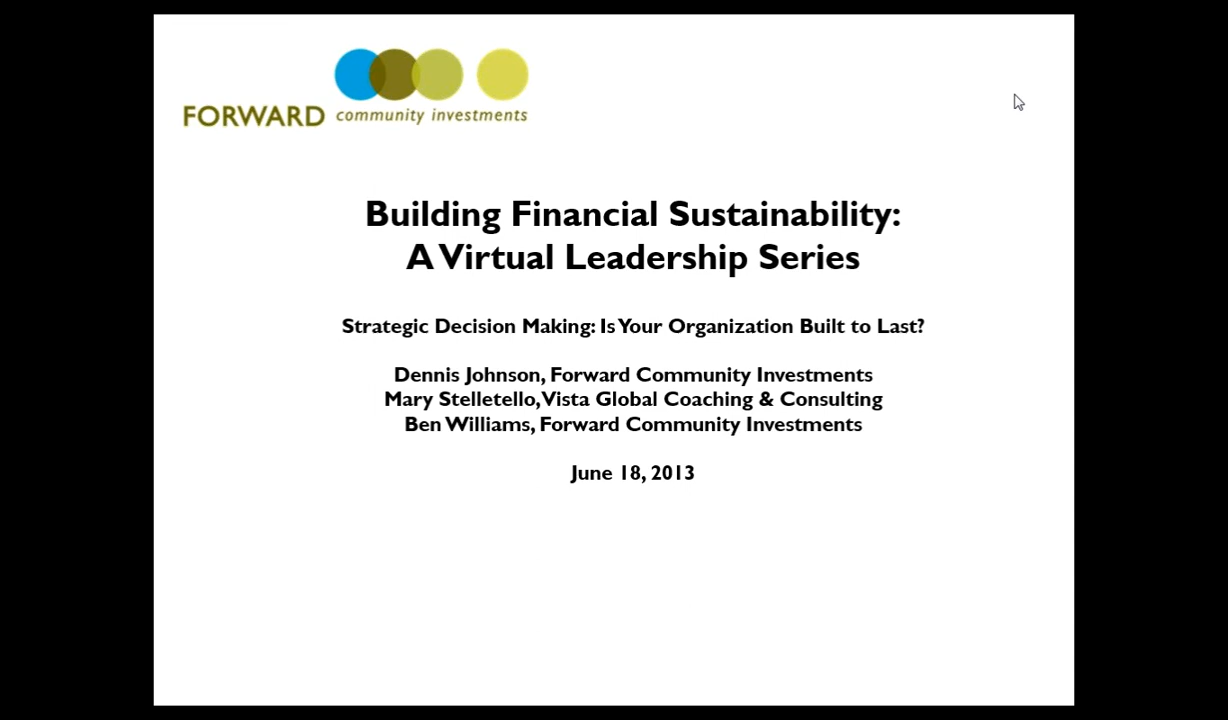 FORWARD community investments
Building Financial Sustainability:
A Virtual Leadership Series
Strategic Decision Making: Is Your Organization Built to Last?
Dennis Johnson, Forward Community Investments
Mary Stelletello, Vista Global Coaching & Consulting
Ben Williams, Forward Community Investments
June 18, 2013